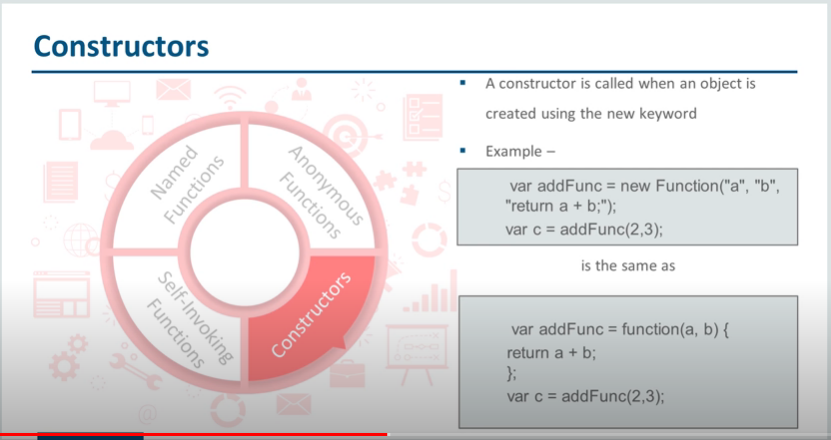 Constructors
Named
Functions
Anonymous
Functions
Self-Invoking
Functions
Constructors
▪ A constructor is called when an object is
created using the new keyword
▪ Example –
var addFunc = new Function("a", "b",
"return a + b;");
var c = addFunc(2,3);
is the same as
var addFunc = function(a, b) {
return a + b;
};
var c = addFunc(2,3);